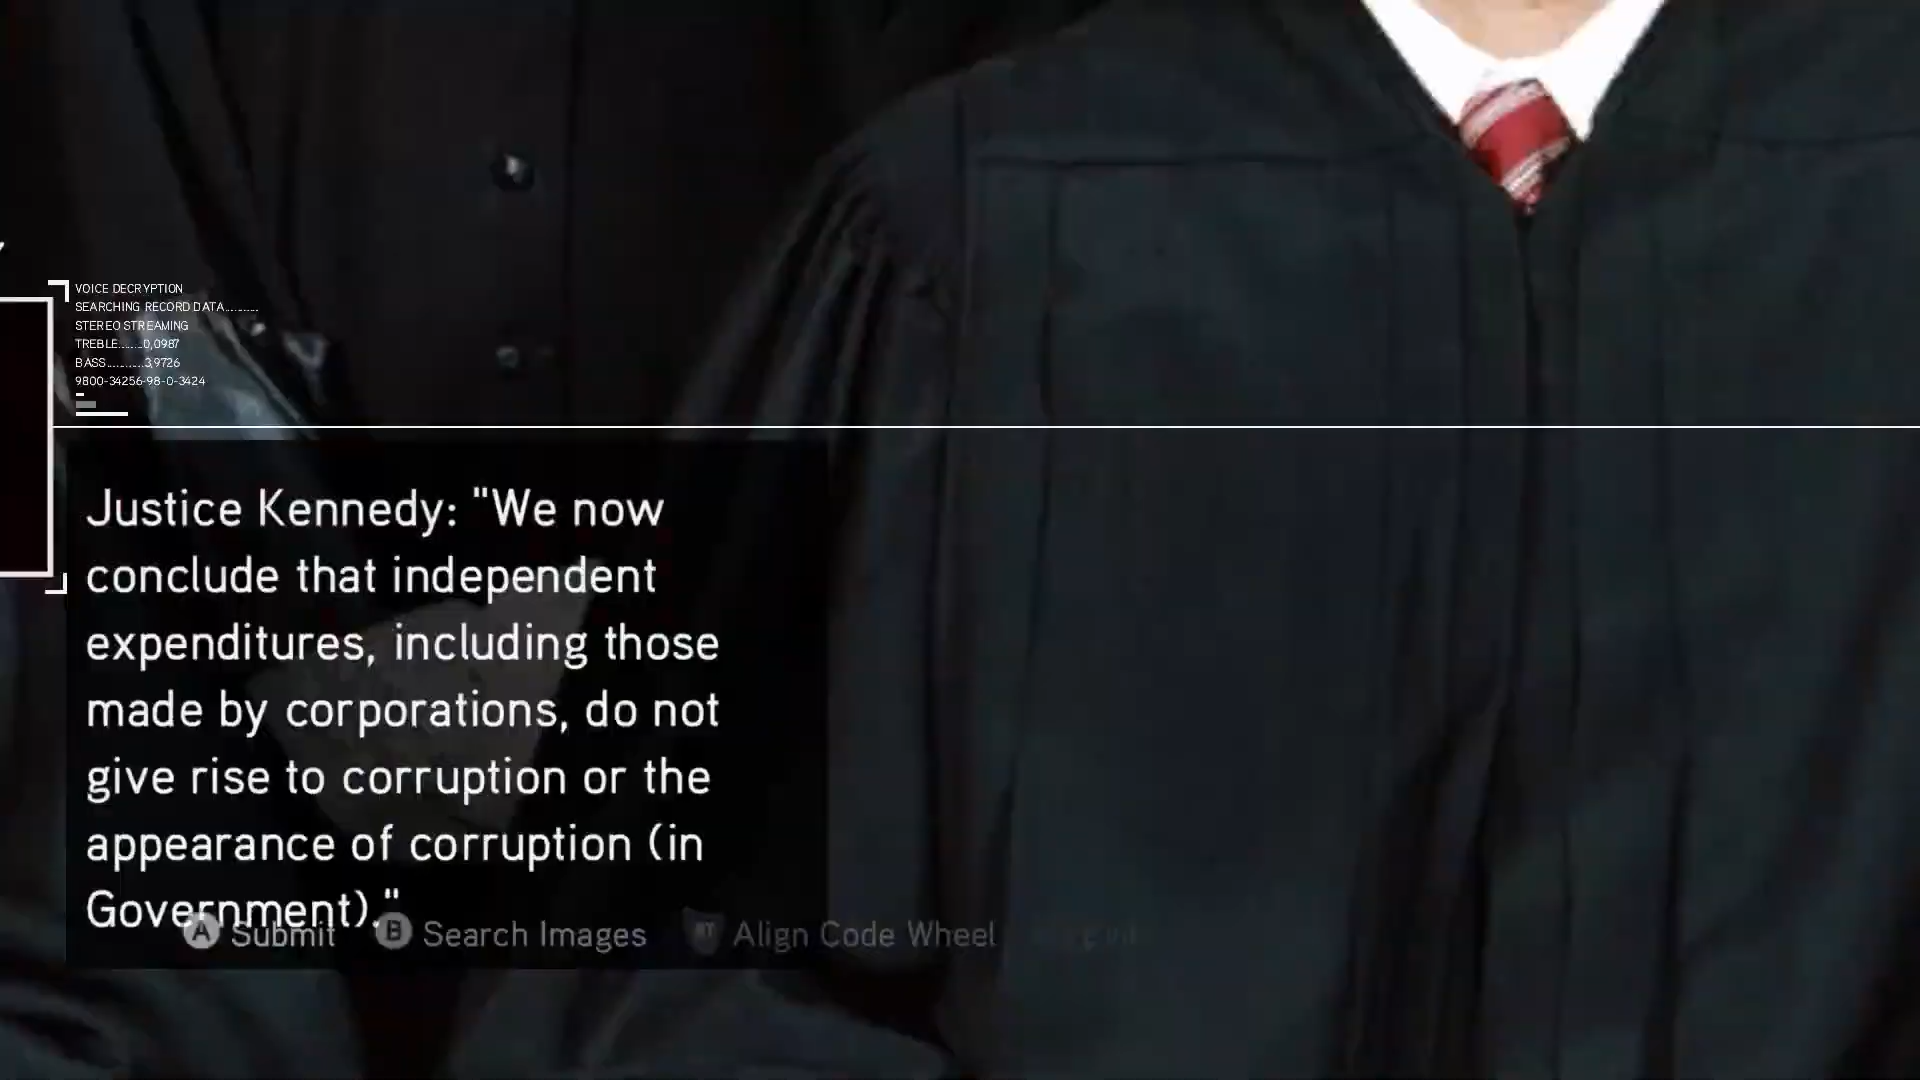 VOICE DECRYPTION
SEARCHING RECORD DATA..........
STEREO STREAMING
TREBLE.......0,0987
BASS...........3,9726
9800-34256-98-0-3424
Justice Kennedy: "We now
conclude that independent
expenditures, including those
made by corporations, do not
give rise to corruption or the
appearance of corruption (in
Government)."
A Submit B Search Images RT Align Code Wheel